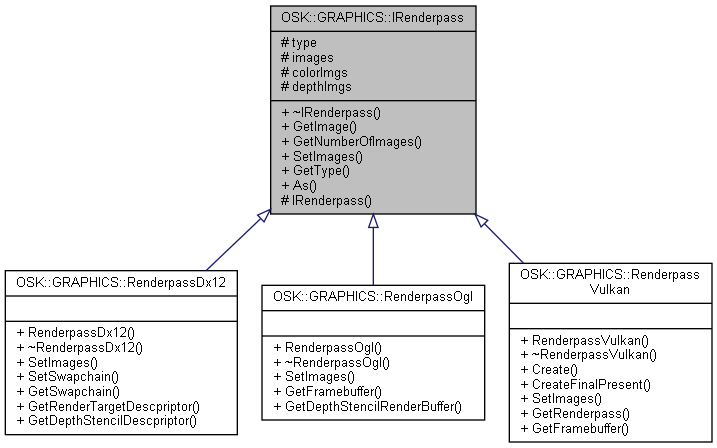 OSK::GRAPHICS::IRenderpass
# type
# images
# colorImgs
# depthImgs
+ ~IRenderpass()
+ GetImage()
+ GetNumberOfImages()
+ SetImages()
+ GetType()
+ As()
# IRenderpass()
OSK::GRAPHICS::RenderpassDx12
+ RenderpassDx12()
+ ~RenderpassDx12()
+ SetImages()
+ SetSwapchain()
+ GetSwapchain()
+ GetRenderTargetDescpriptor()
+ GetDepthStencilDescpriptor()
OSK::GRAPHICS::RenderpassOgl
+ RenderpassOgl()
+ ~RenderpassOgl()
+ SetImages()
+ GetFramebuffer()
+ GetDepthStencilRenderBuffer()
OSK::GRAPHICS::Renderpass
Vulkan
+ RenderpassVulkan()
+ ~RenderpassVulkan()
+ Create()
+ CreateFinalPresent()
+ SetImages()
+ GetRenderpass()
+ GetFramebuffer()